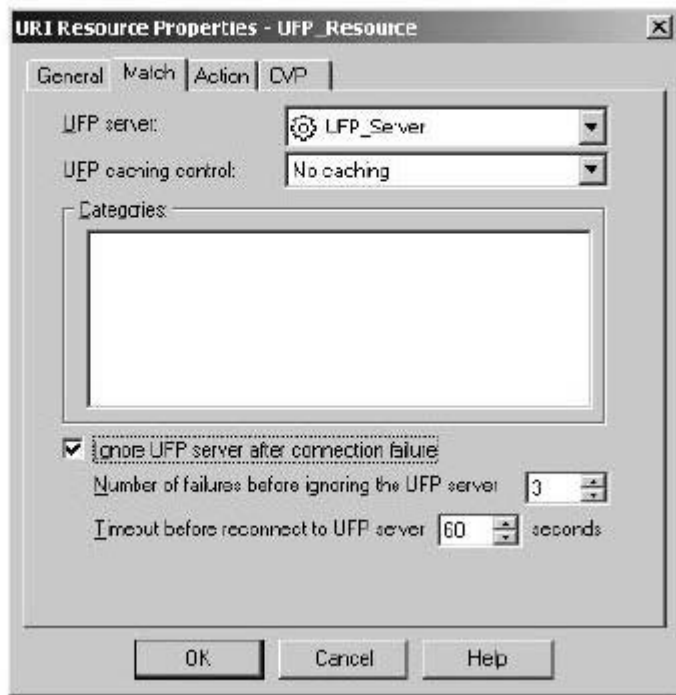 URI Resource Properties - UFP_Resource
General Match Action CVP
UFP server: UFP_Server
UFP caching control: No caching
Categories:
Ignore UFP server after connection failure
Number of failures before ignoring the UFP server 3
Timeout before reconnect to UFP server 60 seconds
OK Cancel Help